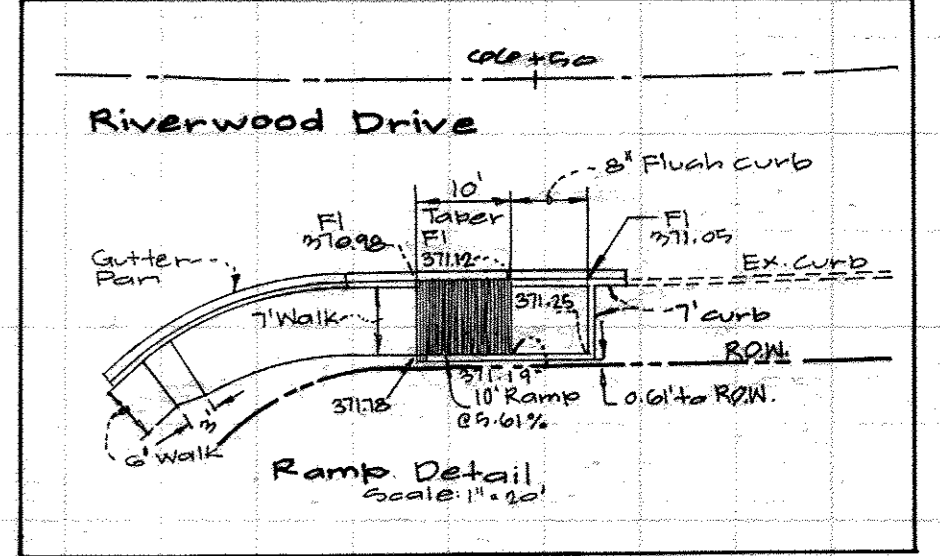 +50
Riverwood Drive
8" Flush curb
10'
Taper
Fl
370.98
Fl
371.12
Fl
371.05
Gutter
Pan
Ex. Curb
7' Walk
371.25
7' curb
R.O.W.
371.19
371.78
10' Ramp
@5.61%
0.61' to R.O.W.
3'
6' Walk
Ramp Detail
Scale: 1" = 20'